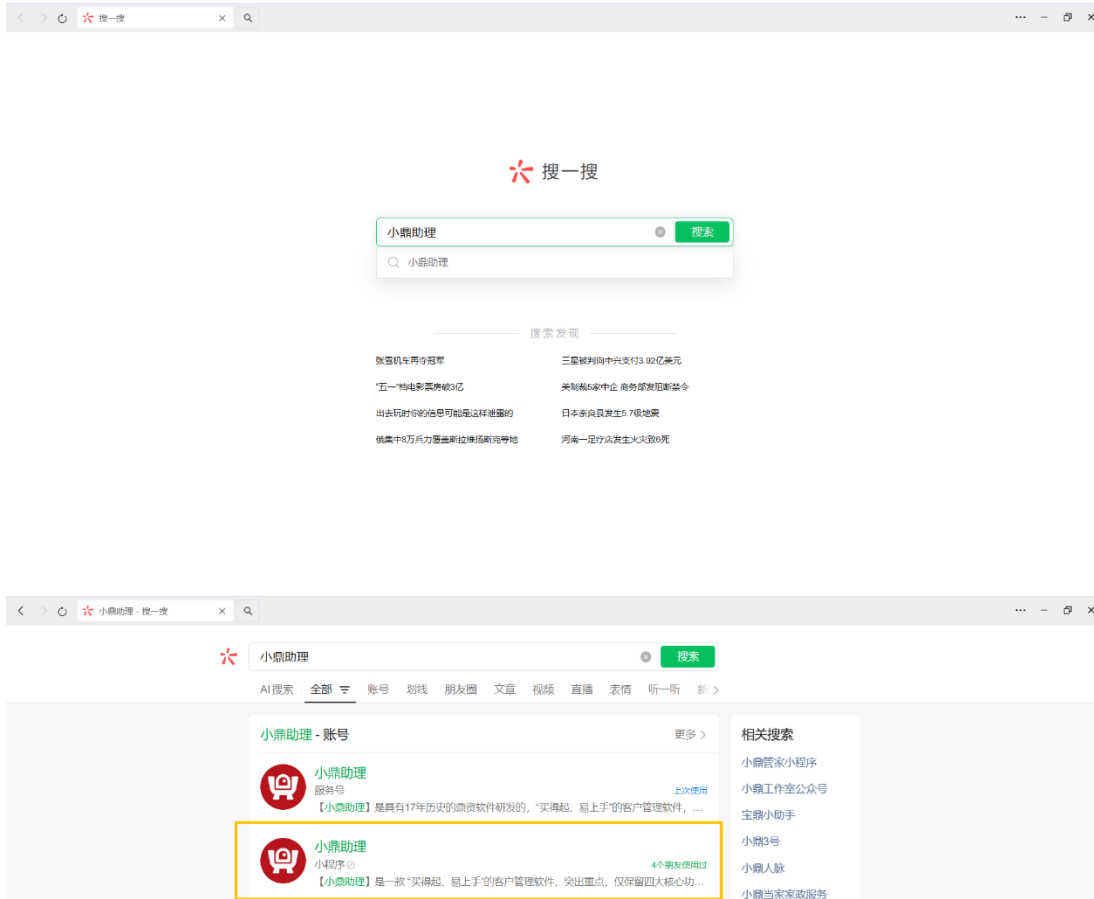 搜一搜
搜一搜
小鼎助理
搜索
小鼎助理
搜索发现
张雪机车再夺冠军
三星被判向中兴支付3.92亿美元
“五一”档电影票房破3亿
美制裁5家中企 商务部发阻断禁令
出去玩时你的信息可能是这样泄露的
日本奈良县发生5.7级地震
俄集中8万兵力覆盖斯拉维扬斯克等地
河南一足疗店发生火灾致6死
小鼎助理 - 搜一搜
小鼎助理
搜索
AI搜索 全部 账号 划线 朋友圈 文章 视频 直播 表情 听一听 新
小鼎助理 - 账号
更多
相关搜索
小鼎助理
服务号
上次使用
【小鼎助理】是具有17年历史的鼎资软件研发的，“买得起、易上手”的客户管理软件，...
小鼎助理
小程序
4个朋友使用过
【小鼎助理】是一款“买得起、易上手”的客户管理软件，突出重点，仅保留四大核心功...
小鼎管家小程序
小鼎工作室公众号
宝鼎小助手
小鼎3号
小鼎人脉
小鼎当家家政服务